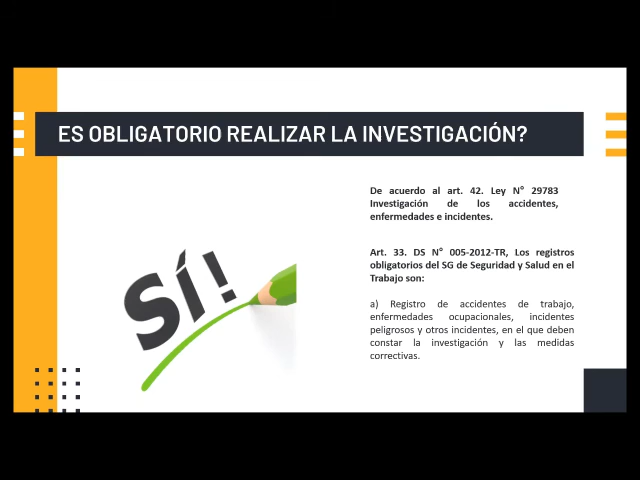 ES OBLIGATORIO REALIZAR LA INVESTIGACIÓN?
De acuerdo al art. 42. Ley N° 29783
Investigación de los accidentes,
enfermedades e incidentes.
Art. 33. DS N° 005-2012-TR, Los registros
obligatorios del SG de Seguridad y Salud en el
Trabajo son:
SÍ!
a) Registro de accidentes de trabajo,
enfermedades ocupacionales, incidentes
peligrosos y otros incidentes, en el que deben
constar la investigación y las medidas
correctivas.